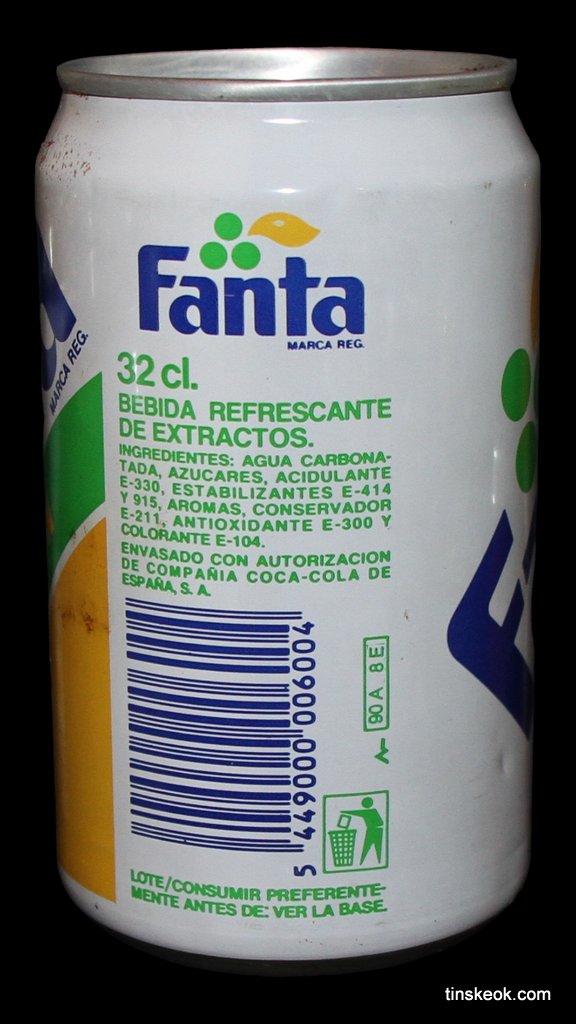 Fanta
MARCA REG.
MARCA REG.
32 cl.
BEBIDA REFRESCANTE
DE EXTRACTOS.
INGREDIENTES: AGUA CARBONA-
TADA, AZUCARES, ACIDULANTE
E-330, ESTABILIZANTES E-414
Y 915, AROMAS, CONSERVADOR
E-211, ANTIOXIDANTE E-300 Y
COLORANTE E-104.
ENVASADO CON AUTORIZACION
DE COMPAÑIA COCA-COLA DE
ESPAÑA, S. A.
5 449000 006004
90 A 8 E
LOTE/CONSUMIR PREFERENTE-
MENTE ANTES DE: VER LA BASE.
tinskeok.com